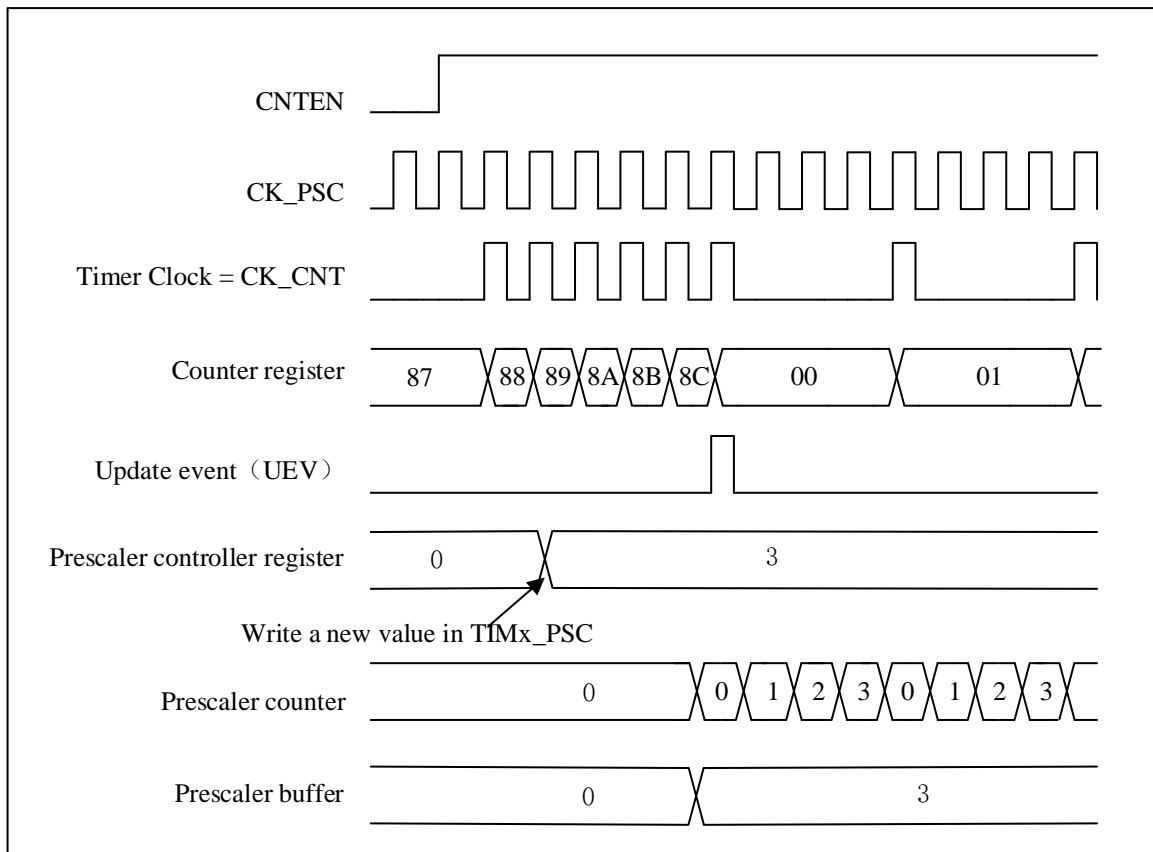 CNTEN
CK_PSC
Timer Clock = CK_CNT
Counter register 87 88 89 8A 8B 8C 00 01
Update event（UEV）
Prescaler controller register 0 3
Write a new value in TIMx_PSC
Prescaler counter 0 0 1 2 3 0 1 2 3
Prescaler buffer 0 3